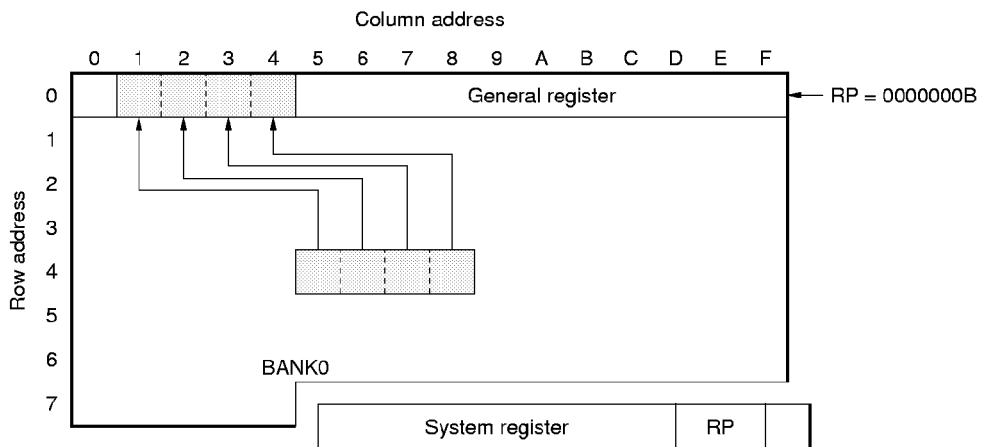 Column address
0 1 2 3 4 5 6 7 8 9 A B C D E F
0 General register RP = 0000000B
1
2
3
4
5
6
BANK0
7
System register RP
Row address